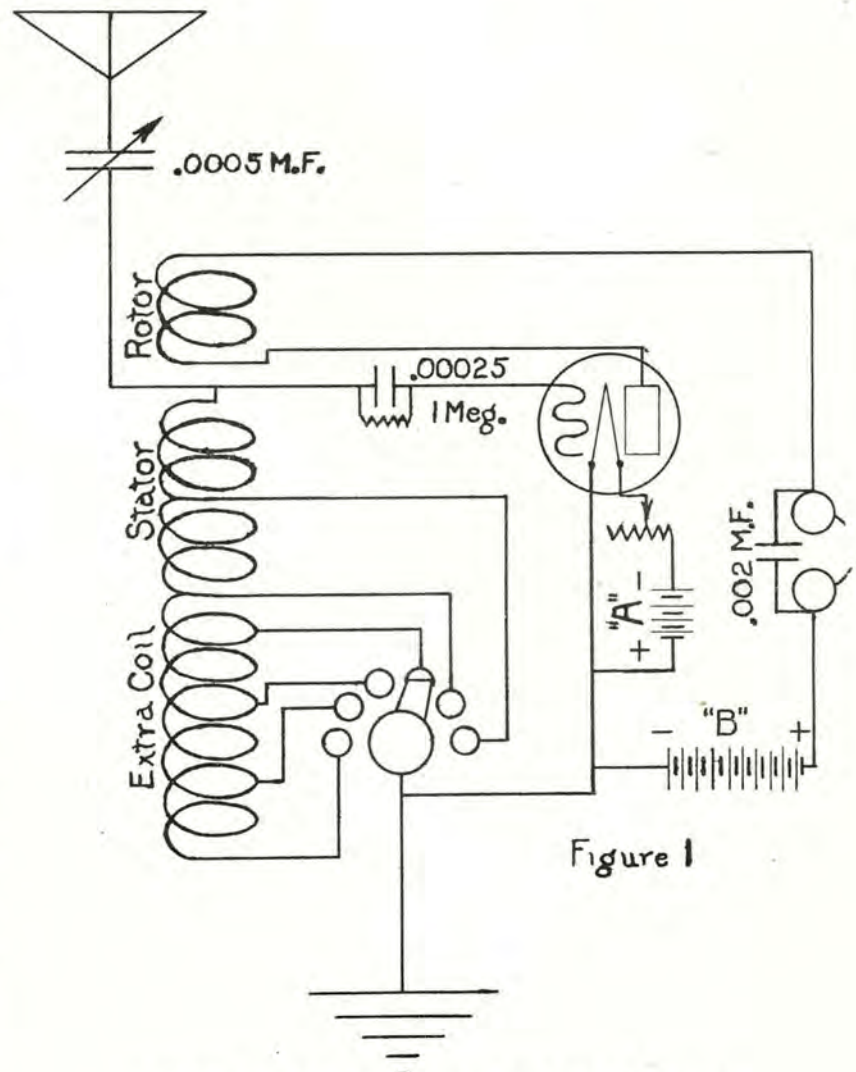 .0005 M.F.
Rotor
.00025
1 Meg.
Stator
.002 M.F.
"A"
-
+
Extra Coil
- "B" +
Figure 1